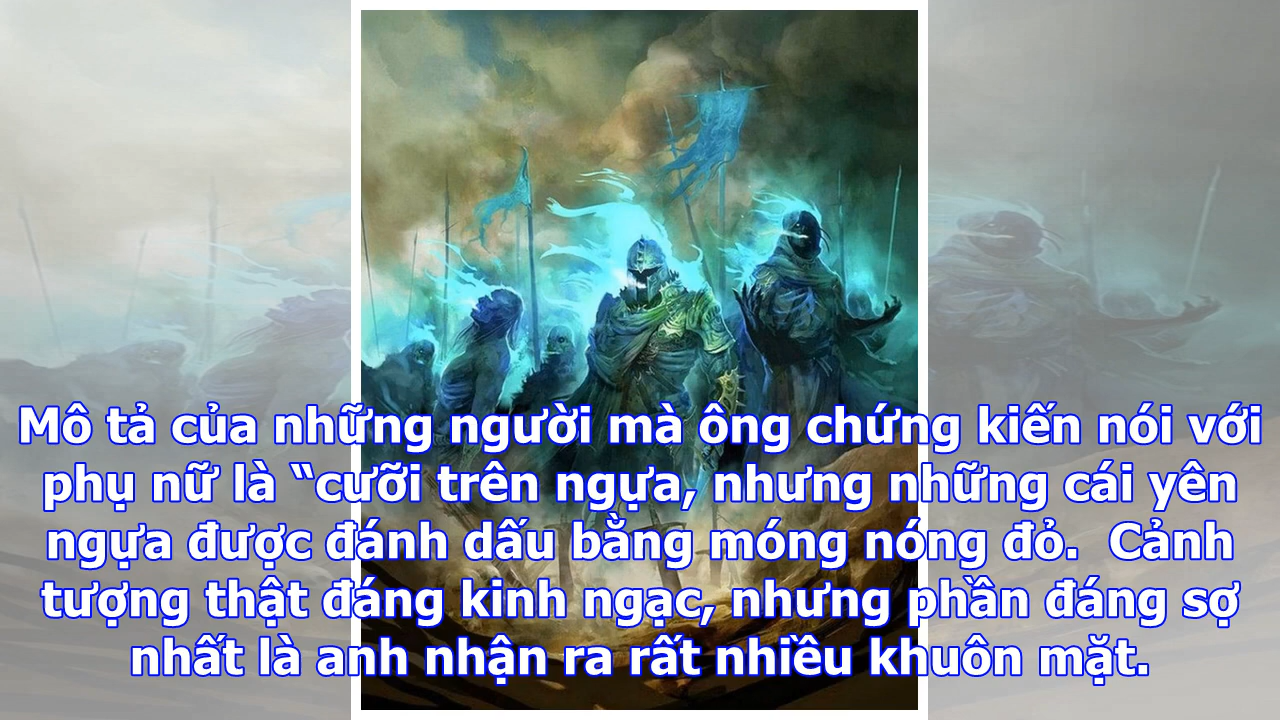 Mô tả của những người mà ông chứng kiến nói với
phụ nữ là “cưỡi trên ngựa, nhưng những cái yên
ngựa được đánh dấu bằng móng nóng đỏ.  Cảnh
tượng thật đáng kinh ngạc, nhưng phần đáng sợ
nhất là anh nhận ra rất nhiều khuôn mặt.